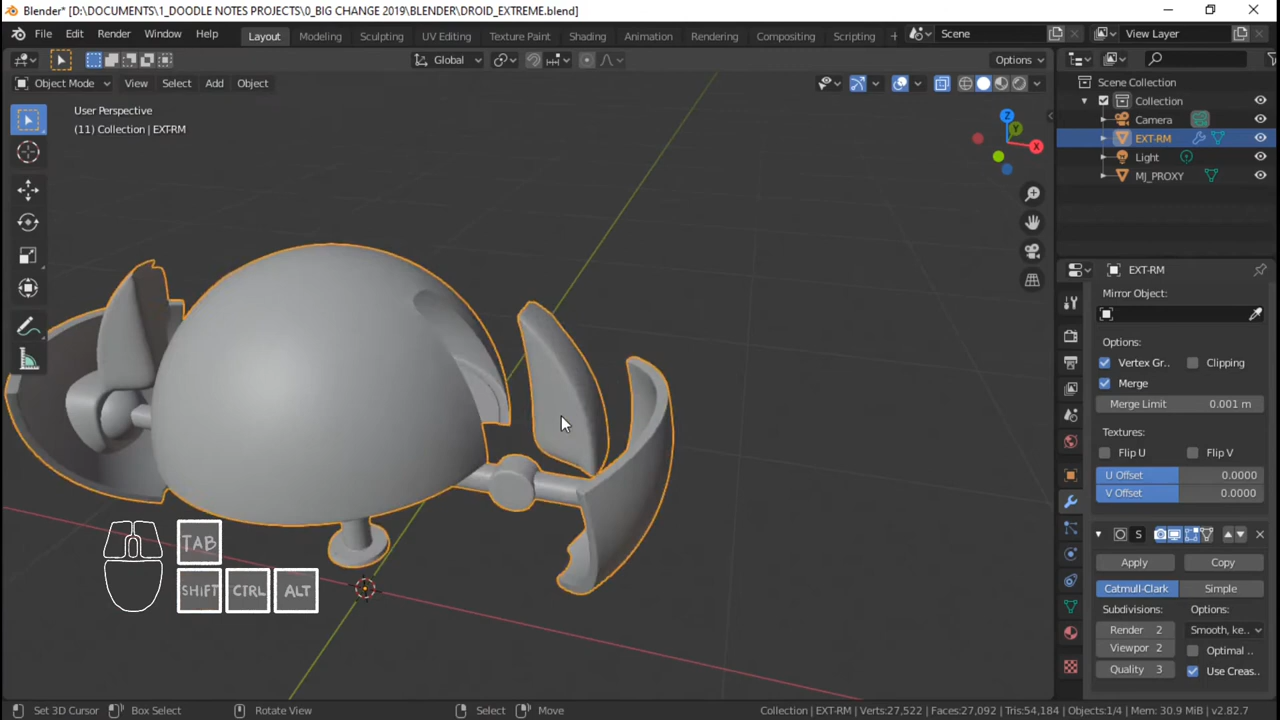 Blender* [D:\DOCUMENTS\1_DOODLE NOTES PROJECTS\0_BIG CHANGE 2019\BLENDER\DROID_EXTREME.blend]
File Edit Render Window Help Layout Modeling Sculpting UV Editing Texture Paint Shading Animation Rendering Compositing Scripting + Scene View Layer
Global Options
Object Mode View Select Add Object
User Perspective
(11) Collection | EXT-RM
Z
Y
X
Scene Collection
Collection
Camera
EXT-RM
Light
MJ_PROXY
EXT-RM
Mirror Object:
Options:
Vertex Gr.. Clipping
Merge
Merge Limit 0.001 m
Textures:
Flip U Flip V
U Offset 0.0000
V Offset 0.0000
S
Apply Copy
Catmull-Clark Simple
Subdivisions: Options:
Render 2 Smooth, ke..
Viewpor 2 Optimal ..
Quality 3 Use Creas..
TAB
SHIFT CTRL ALT
Set 3D Cursor Box Select Rotate View Select Move Collection | EXT-RM | Verts:27,522 | Faces:27,092 | Tris:54,184 | Objects:1/4 | Mem: 30.9 MiB | v2.82.7